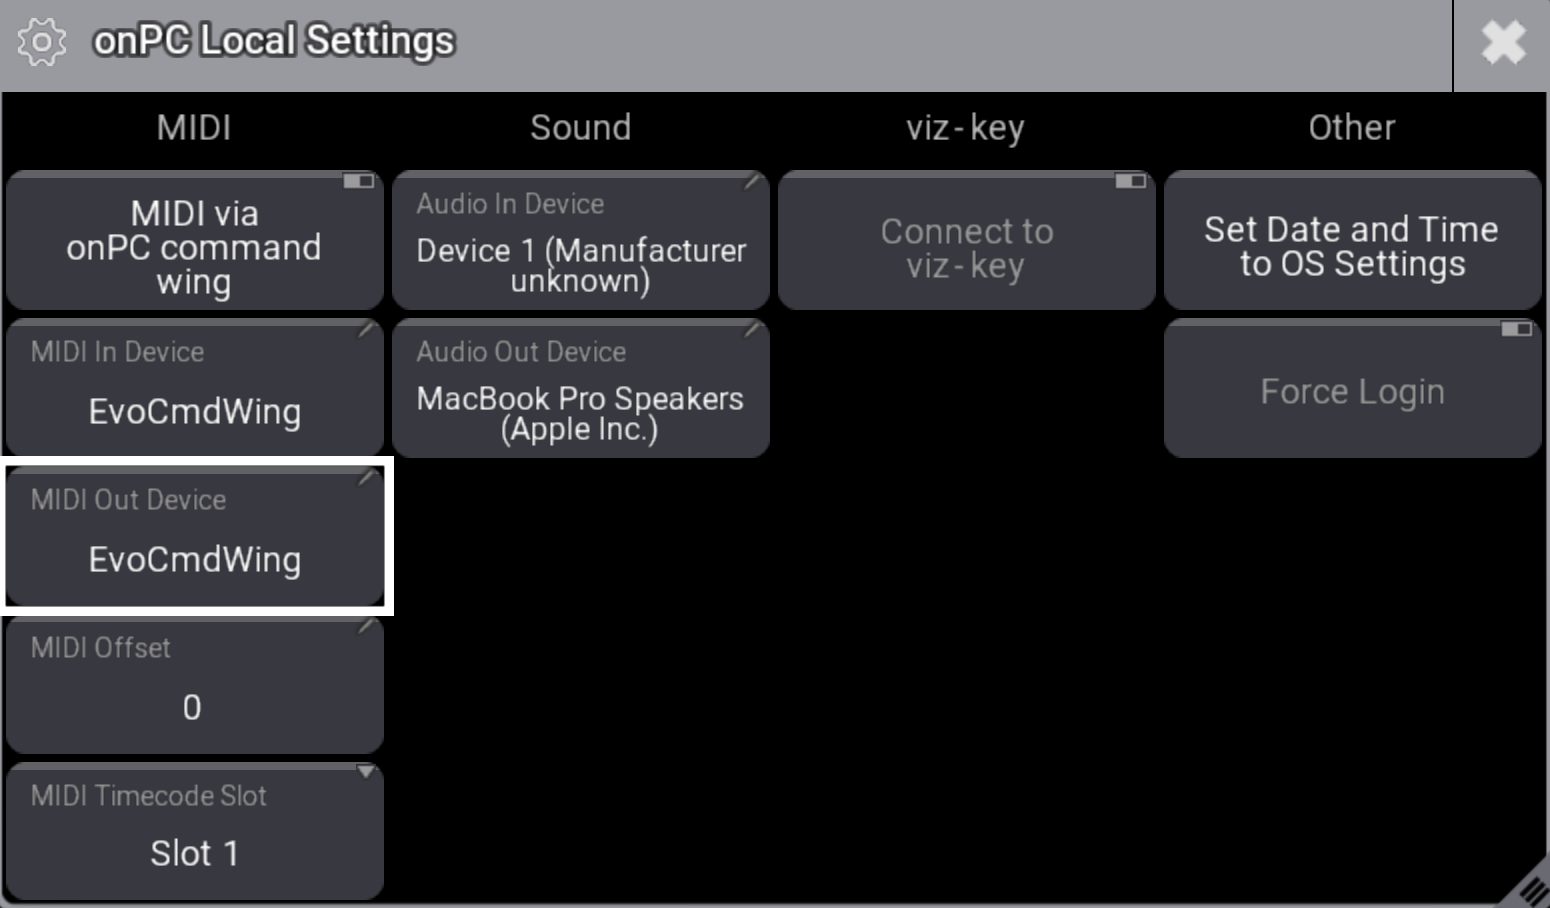 onPC Local Settings
MIDI
Sound
viz-key
Other
MIDI via
onPC command
wing
Audio In Device
Device 1 (Manufacturer
unknown)
Connect to
viz-key
Set Date and Time
to OS Settings
MIDI In Device
EvoCmdWing
Audio Out Device
MacBook Pro Speakers
(Apple Inc.)
Force Login
MIDI Out Device
EvoCmdWing
MIDI Offset
0
MIDI Timecode Slot
Slot 1